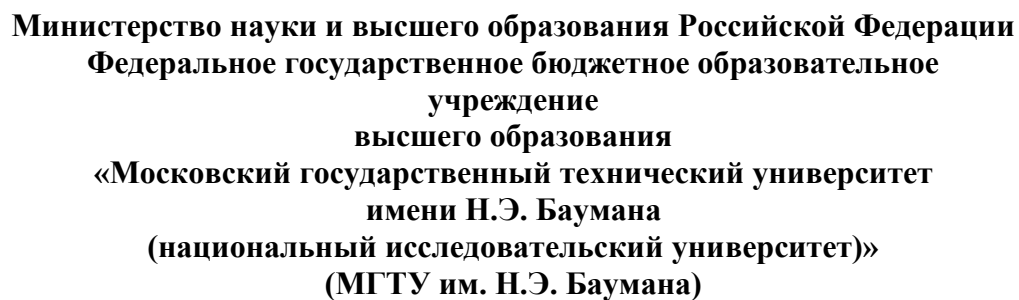 Министерство науки и высшего образования Российской Федерации
Федеральное государственное бюджетное образовательное
учреждение
высшего образования
«Московский государственный технический университет
имени Н.Э. Баумана
(национальный исследовательский университет)»
(МГТУ им. Н.Э. Баумана)